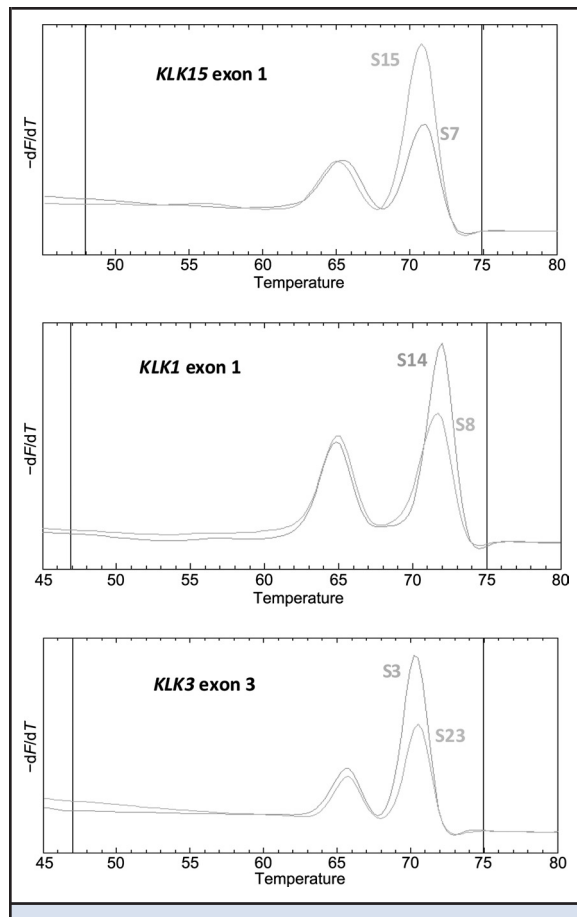 KLK15 exon 1
S15
S7
−dF/dT
50 55 60 65 70 75 80
Temperature
KLK1 exon 1
S14
S8
−dF/dT
45 50 55 60 65 70 75 80
Temperature
KLK3 exon 3
S3
S23
−dF/dT
45 50 55 60 65 70 75 80
Temperature